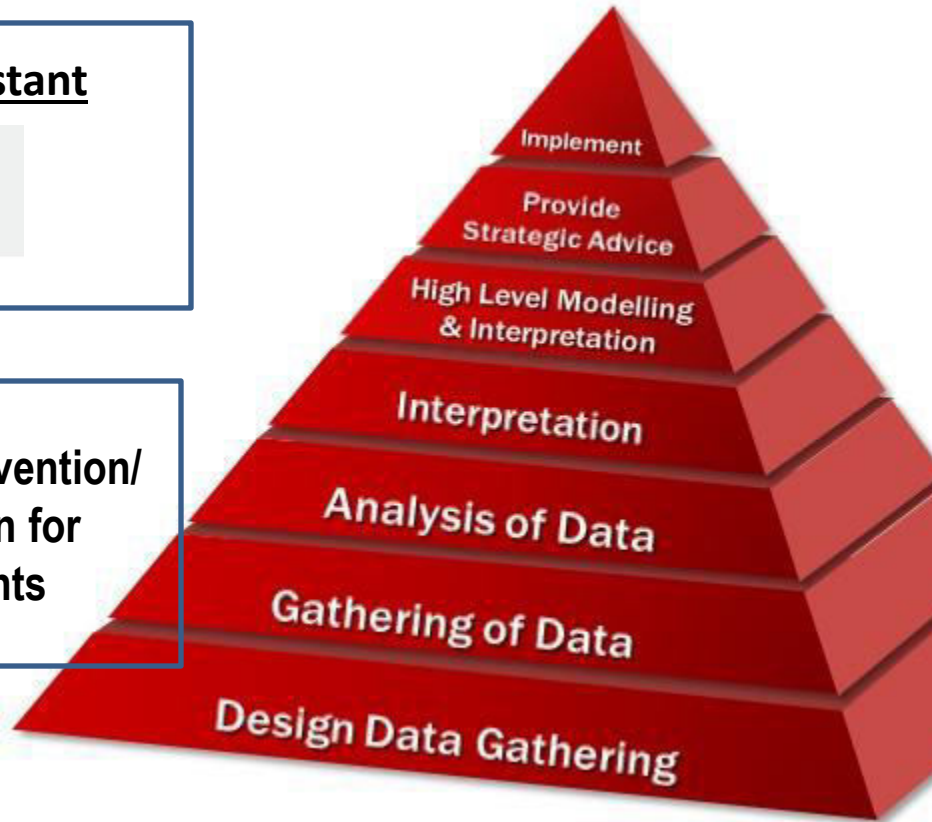 stant
vention/
n for
nts
Implement
Provide
Strategic Advice
High Level Modelling
& Interpretation
Interpretation
Analysis of Data
Gathering of Data
Design Data Gathering